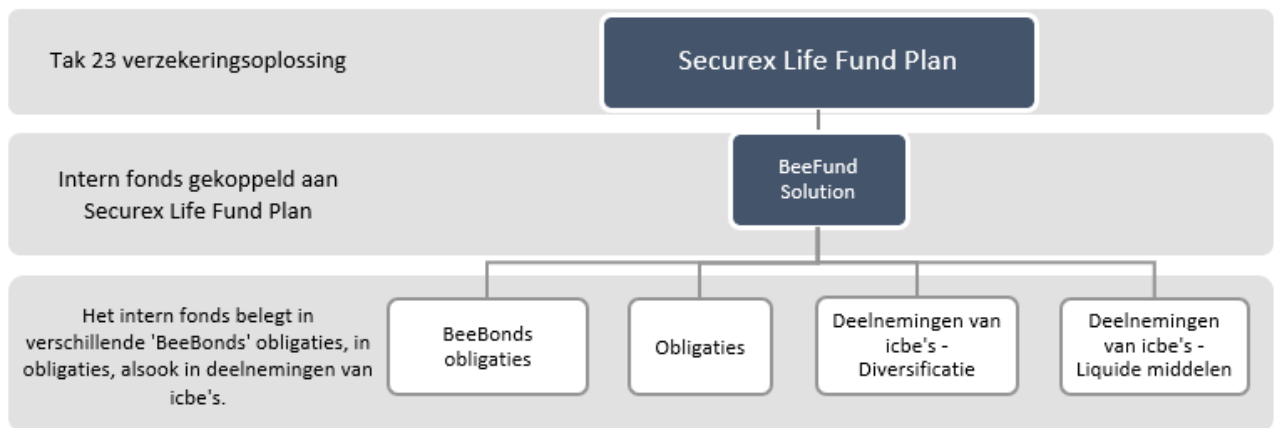 Tak 23 verzekeringsoplossing
Securex Life Fund Plan
Intern fonds gekoppeld aan
Securex Life Fund Plan
BeeFund
Solution
Het intern fonds belegt in
verschillende 'BeeBonds' obligaties, in
obligaties, alsook in deelnemingen van
icbe's.
BeeBonds
obligaties
Obligaties
Deelnemingen van
icbe's -
Diversificatie
Deelnemingen
van icbe's -
Liquide middelen